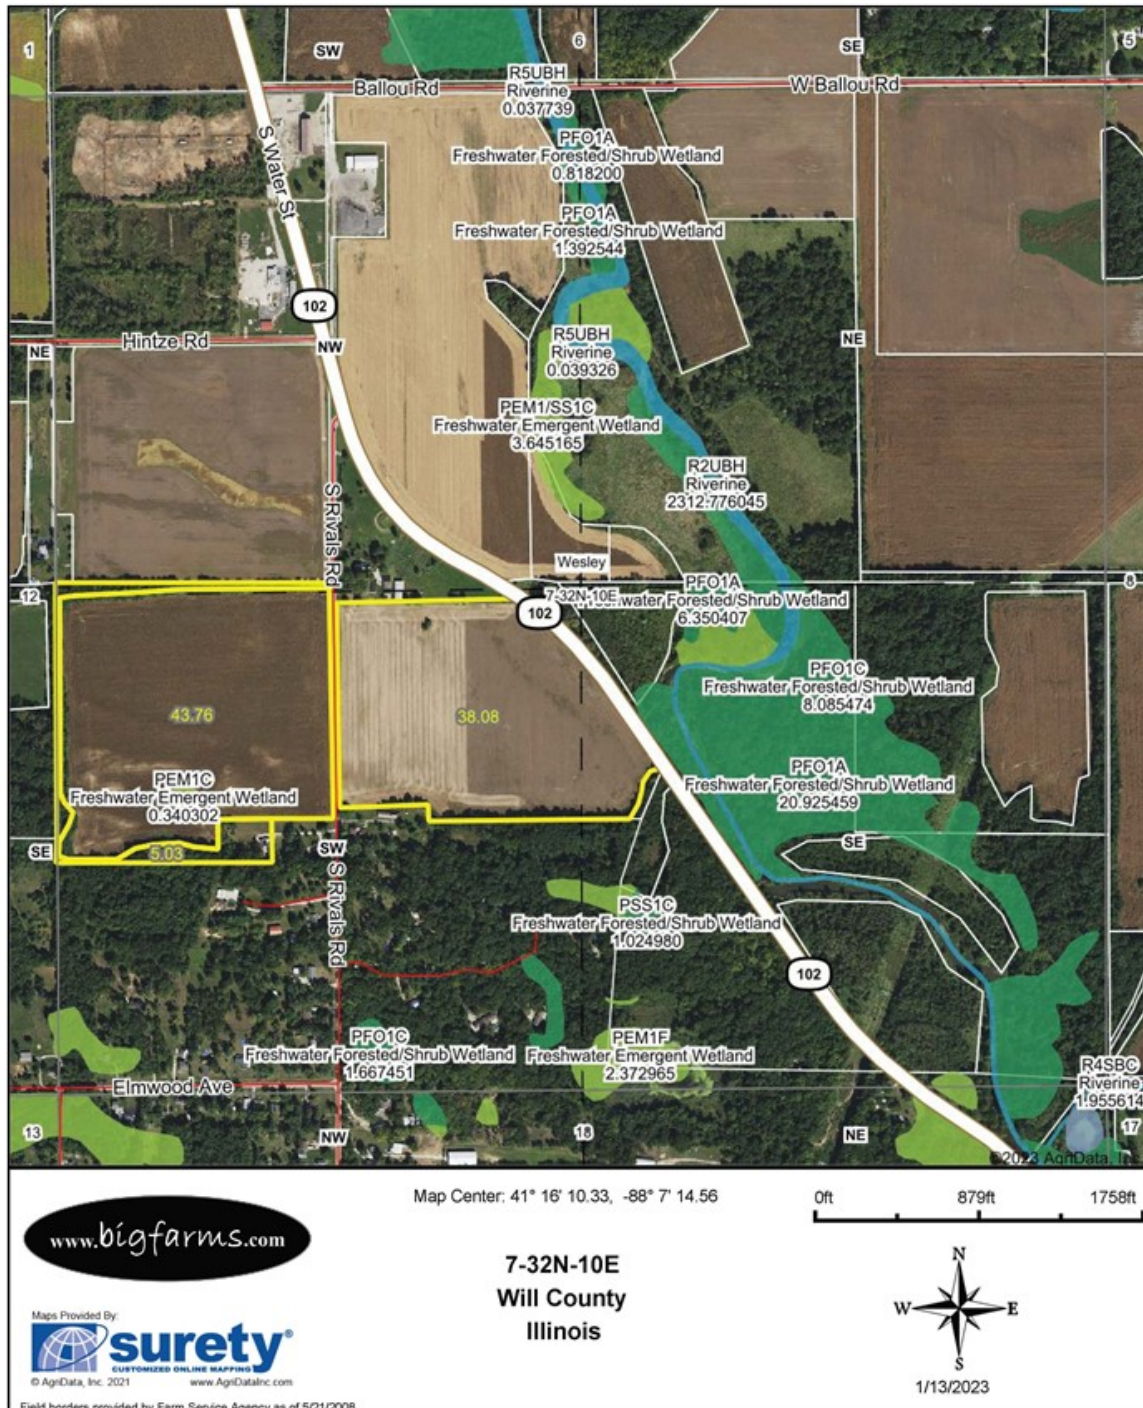 1
SW
6
SE
5
Ballou Rd
W Ballou Rd
R5UBH
Riverine
0.037739
S Water St
PFO1A
Freshwater Forested/Shrub Wetland
0.818200
PFO1A
Freshwater Forested/Shrub Wetland
1.392544
102
Hintze Rd
NE
NW
NE
R5UBH
Riverine
0.039326
PEM1/SS1C
Freshwater Emergent Wetland
3.645165
R2UBH
Riverine
2312.776045
S Rivals Rd
Wesley
12
7-32N-10E
8
102
PFO1A
Freshwater Forested/Shrub Wetland
6.350407
PFO1C
Freshwater Forested/Shrub Wetland
8.085474
43.76
38.08
PEM1C
Freshwater Emergent Wetland
0.340302
PFO1A
Freshwater Forested/Shrub Wetland
20.925459
SE
5.03
SW
SE
S Rivals Rd
PSS1C
Freshwater Forested/Shrub Wetland
1.024980
102
PFO1C
Freshwater Forested/Shrub Wetland
1.667451
PEM1F
Freshwater Emergent Wetland
2.372965
R4SBC
Riverine
1.955614
Elmwood Ave
13
NW
18
NE
17
©2023 AgriData, Inc.
Map Center: 41° 16' 10.33, -88° 7' 14.56
0ft 879ft 1758ft
www.bigfarms.com
7-32N-10E
Will County
Illinois
N
W E
S
Maps Provided By:
surety®
CUSTOMIZED ONLINE MAPPING
© AgriData, Inc. 2021 www.AgriDataInc.com
1/13/2023
Field borders provided by Farm Service Agency as of 5/21/2008.